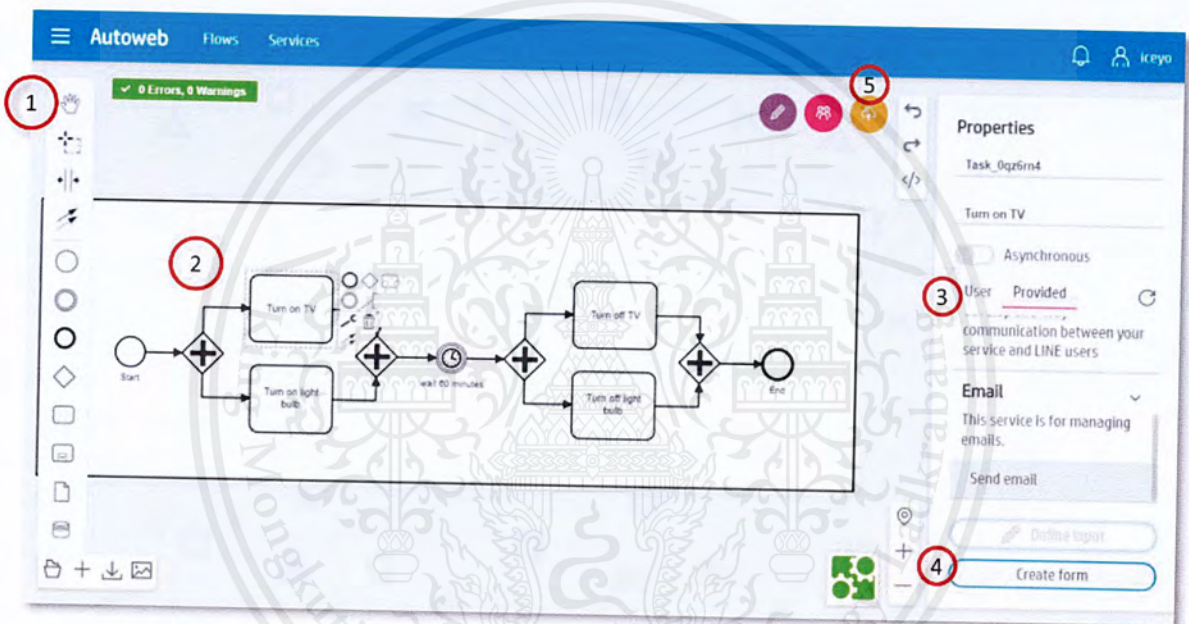 Autoweb Flows Services iceyo
0 Errors, 0 Warnings
1
5
Properties
Task_0qz6rn4
</>
Turn on TV
Asynchronous
2
3
User Provided
communication between your
service and LINE users
Turn on TV
Turn off TV
Start
wait 60 minutes
End
Turn on light
bulb
Turn off light
bulb
Email
This service is for managing
emails.
Send email
Define input
4
Create form
Mongkut
Ladkrabang